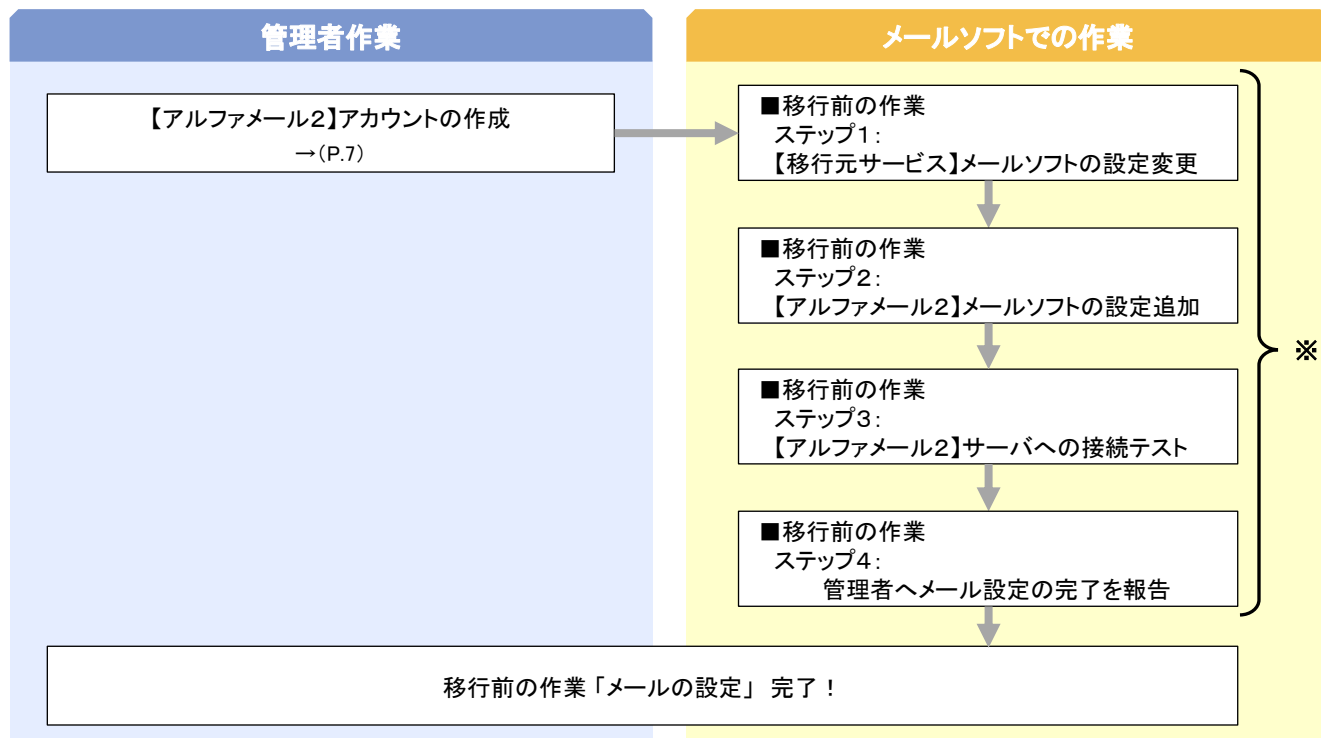 管理者作業
メールソフトでの作業
【アルファメール2】アカウントの作成
→(P.7)
■移行前の作業
ステップ1:
【移行元サービス】メールソフトの設定変更
■移行前の作業
ステップ2:
【アルファメール2】メールソフトの設定追加
■移行前の作業
ステップ3:
【アルファメール2】サーバへの接続テスト
■移行前の作業
ステップ4:
管理者へメール設定の完了を報告
※
移行前の作業「メールの設定」 完了!